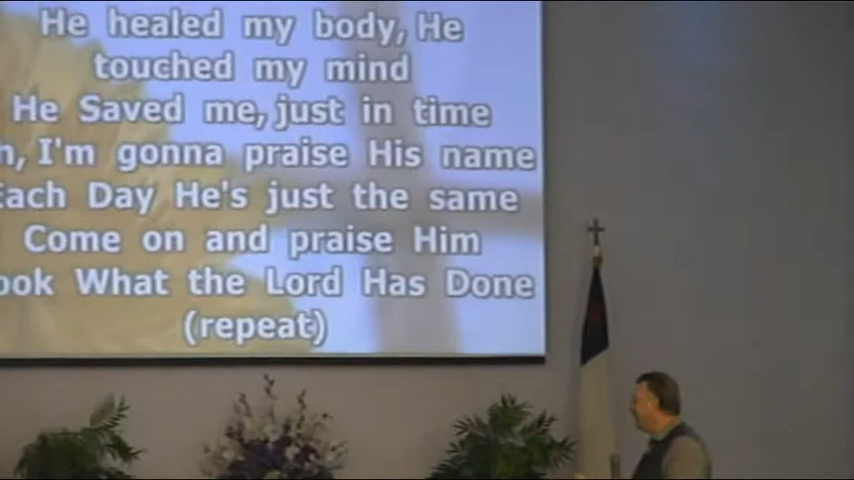 He healed my body, He
touched my mind
He Saved me, just in time
I'm gonna praise His name
Day He's just the same
Come on and praise Him
What the Lord Has Done
(repeat)